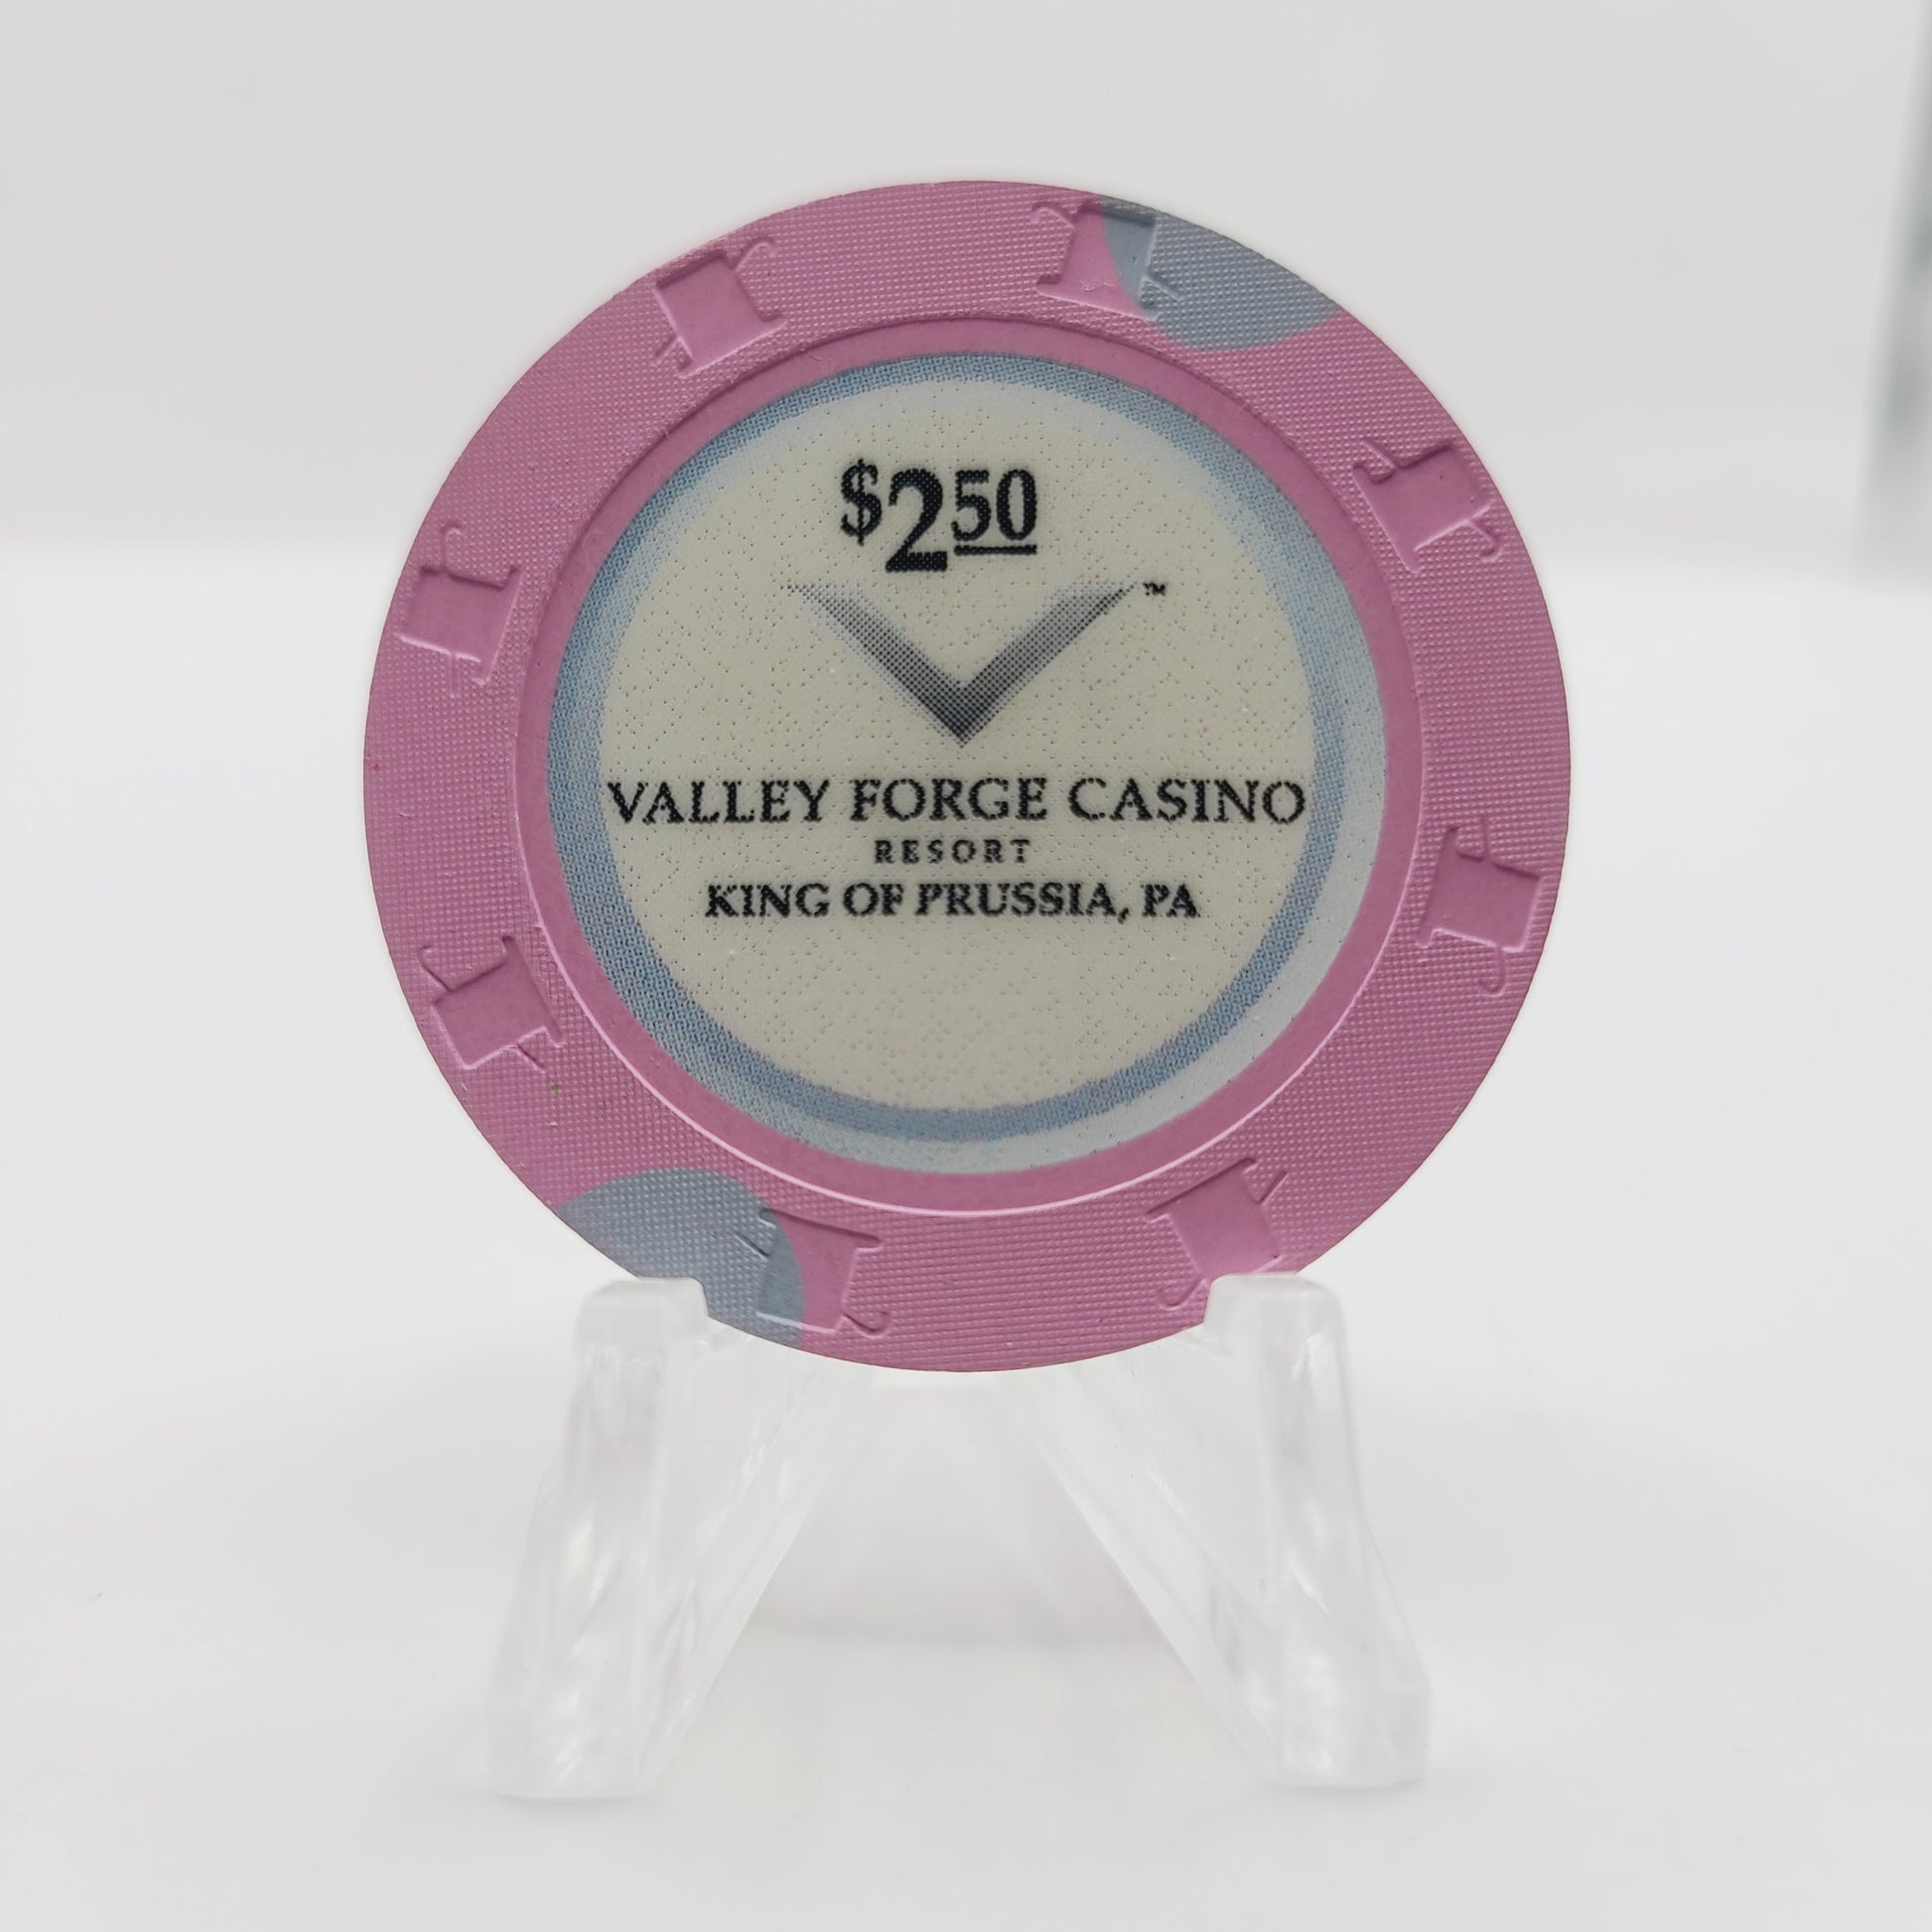 $2.50
™
VALLEY FORGE CASINO
RESORT
KING OF PRUSSIA, PA